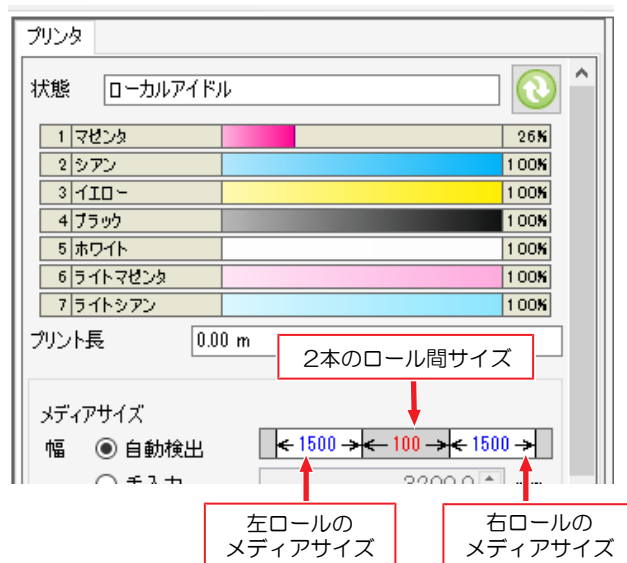 プリンタ
状態 ローカルアイドル
1 マゼンタ 26%
2 シアン 100%
3 イエロー 100%
4 ブラック 100%
5 ホワイト 100%
6 ライトマゼンタ 100%
7 ライトシアン 100%
プリント長 0.00 m
2本のロール間サイズ
メディアサイズ
幅 自動検出 1500 100 1500
手入力
左ロールの
メディアサイズ
右ロールの
メディアサイズ